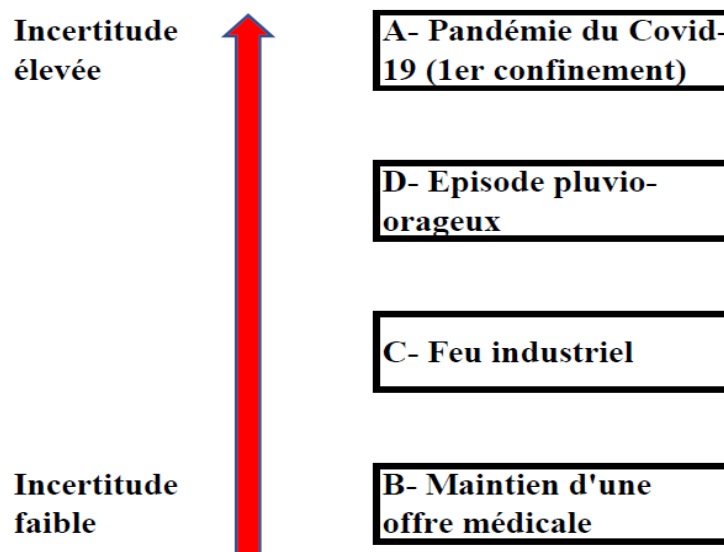 Incertitude
élevée
A- Pandémie du Covid-
19 (1er confinement)
D- Episode pluvio-
orageux
C- Feu industriel
Incertitude
faible
B- Maintien d'une
offre médicale